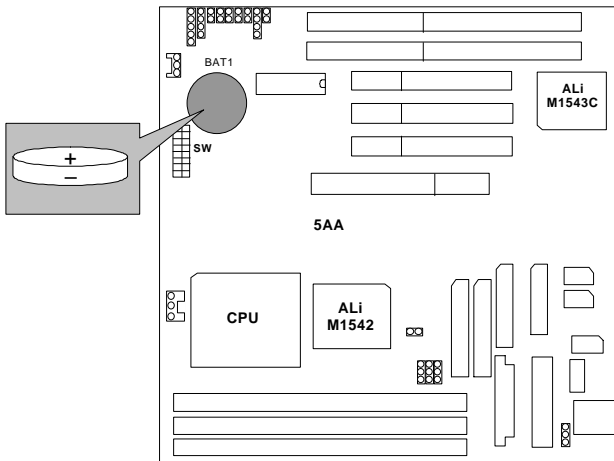 BAT1
ALi
M1543C
+
−
SW
5AA
CPU
ALi
M1542